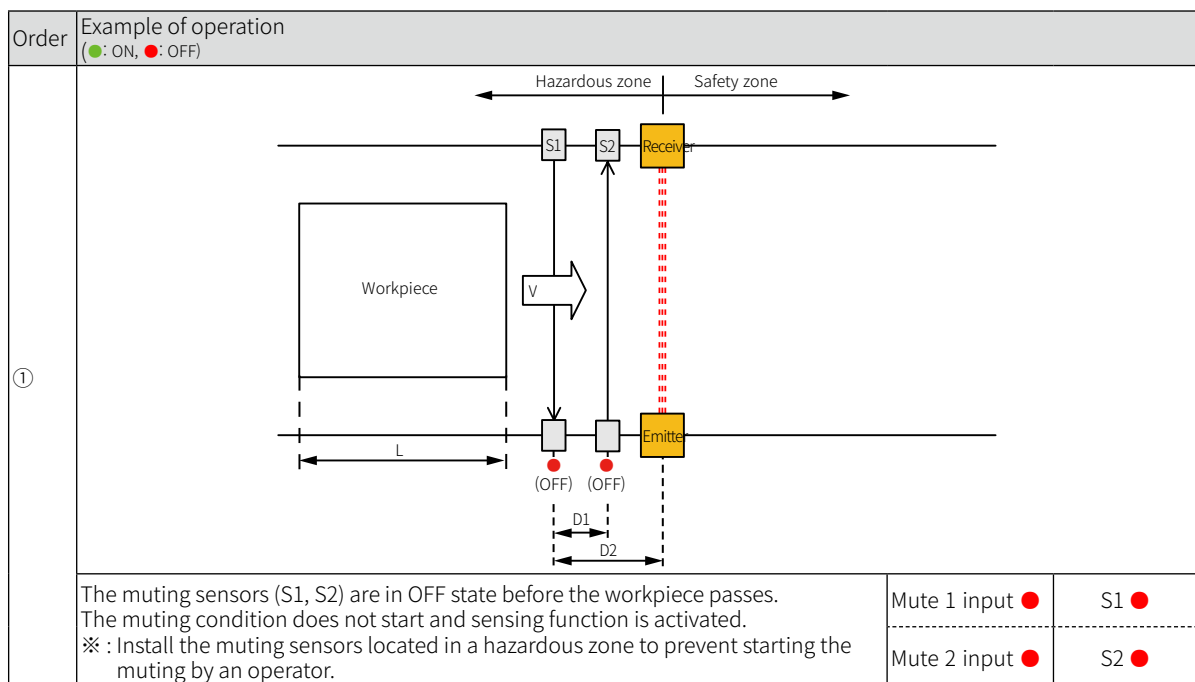 Order
Example of operation
(●: ON, ●: OFF)
①
Hazardous zone
Safety zone
S1
S2
Receiver
Workpiece
V
L
Emitter
(OFF)
(OFF)
D1
D2
The muting sensors (S1, S2) are in OFF state before the workpiece passes.
The muting condition does not start and sensing function is activated.
※ : Install the muting sensors located in a hazardous zone to prevent starting the
muting by an operator.
Mute 1 input ●
S1 ●
Mute 2 input ●
S2 ●